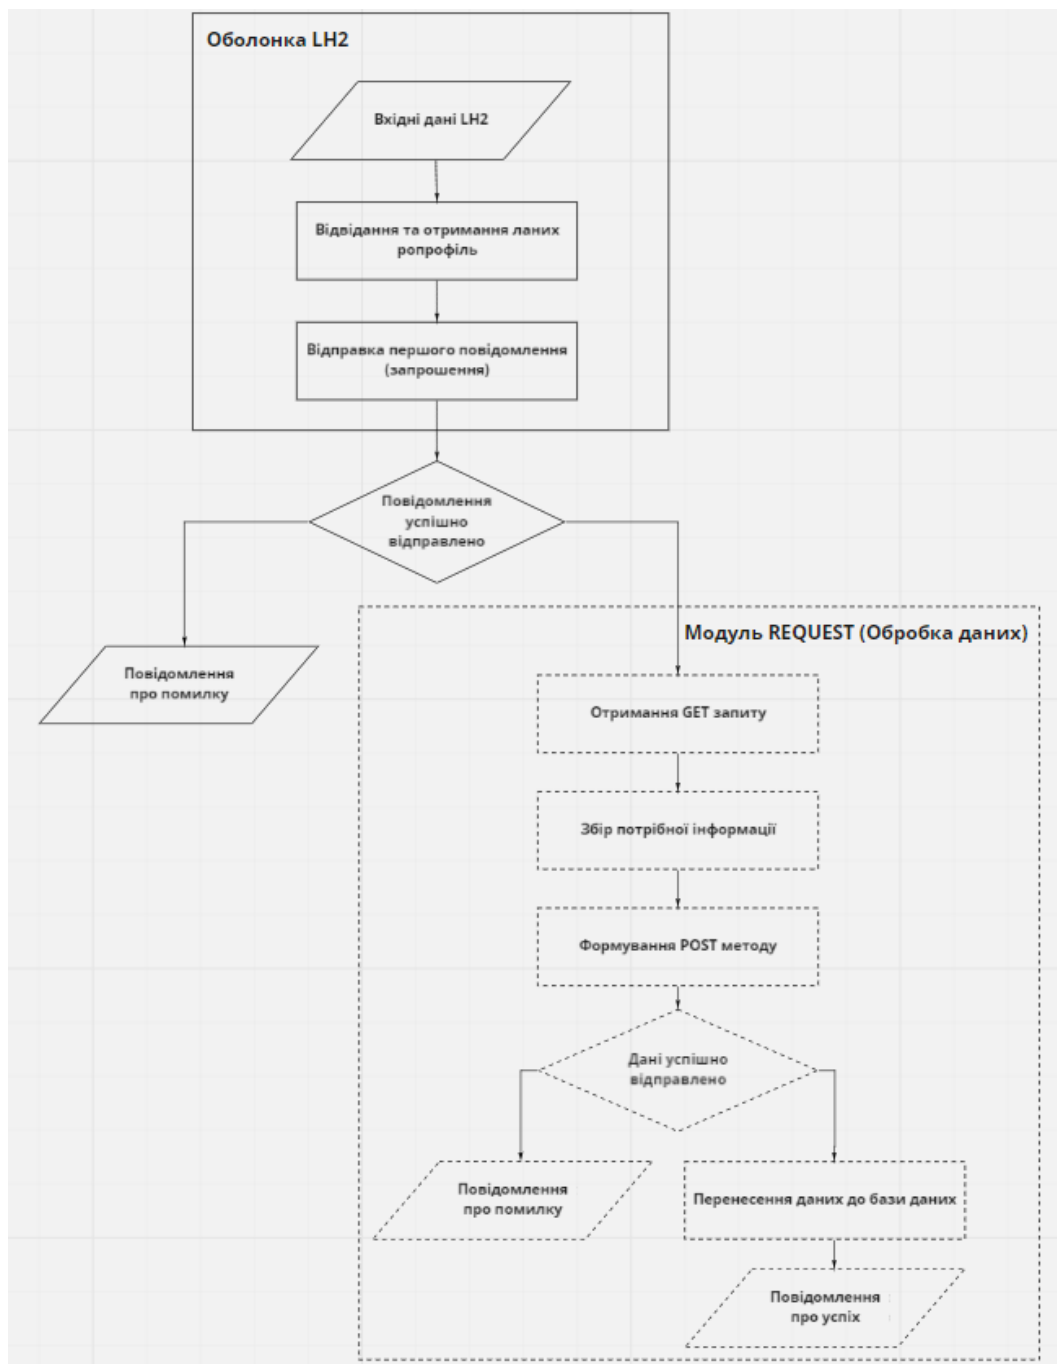 Оболонка LH2
Вхідні дані LH2
Відвідання та отримання ланих
ропрофіль
Відправка першого повідомлення
(запрошення)
Повідомлення
успішно
відправлено
Повідомлення
про помилку
Модуль REQUEST (Обробка даних)
Отримання GET запиту
Збір потрібної інформації
Формування POST методу
Дані успішно
відправлено
Повідомлення
про помилку
Перенесення даних до бази даних
Повідомлення
про успіх